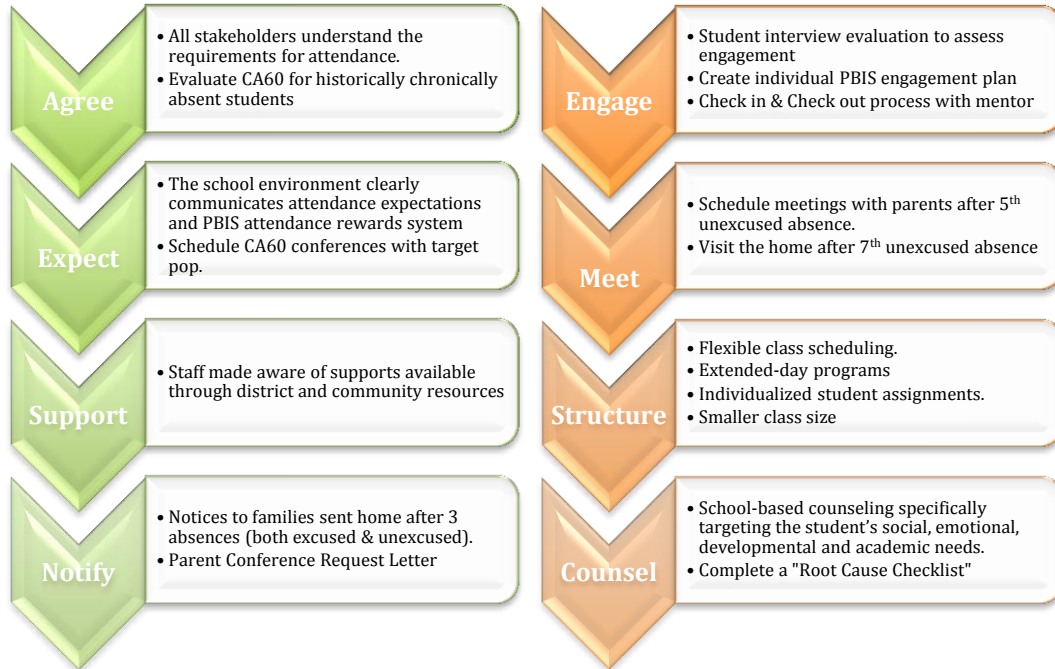 Agree
• All stakeholders understand the
requirements for attendance.
• Evaluate CA60 for historically chronically
absent students
Expect
• The school environment clearly
communicates attendance expectations
and PBIS attendance rewards system
• Schedule CA60 conferences with target
pop.
Support
• Staff made aware of supports available
through district and community resources
Notify
• Notices to families sent home after 3
absences (both excused & unexcused).
• Parent Conference Request Letter
Engage
• Student interview evaluation to assess
engagement
• Create individual PBIS engagement plan
• Check in & Check out process with mentor
Meet
• Schedule meetings with parents after 5th
unexcused absence.
• Visit the home after 7th unexcused absence
Structure
• Flexible class scheduling.
• Extended-day programs
• Individualized student assignments.
• Smaller class size
Counsel
• School-based counseling specifically
targeting the student's social, emotional,
developmental and academic needs.
• Complete a "Root Cause Checklist"